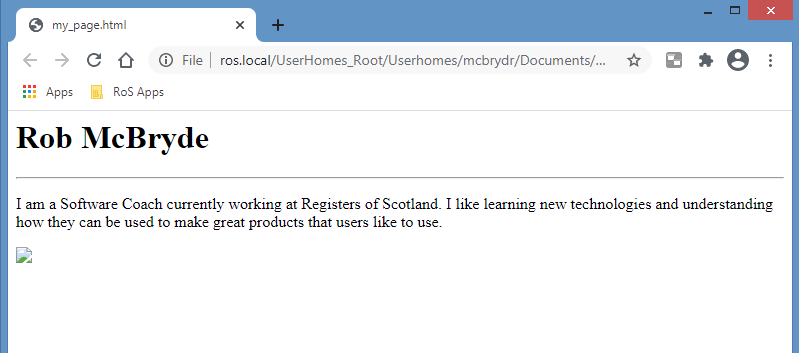 my_page.html
File ros.local/UserHomes_Root/Userhomes/mcbrydr/Documents/...
Apps RoS Apps
Rob McBryde
I am a Software Coach currently working at Registers of Scotland. I like learning new technologies and understanding
how they can be used to make great products that users like to use.